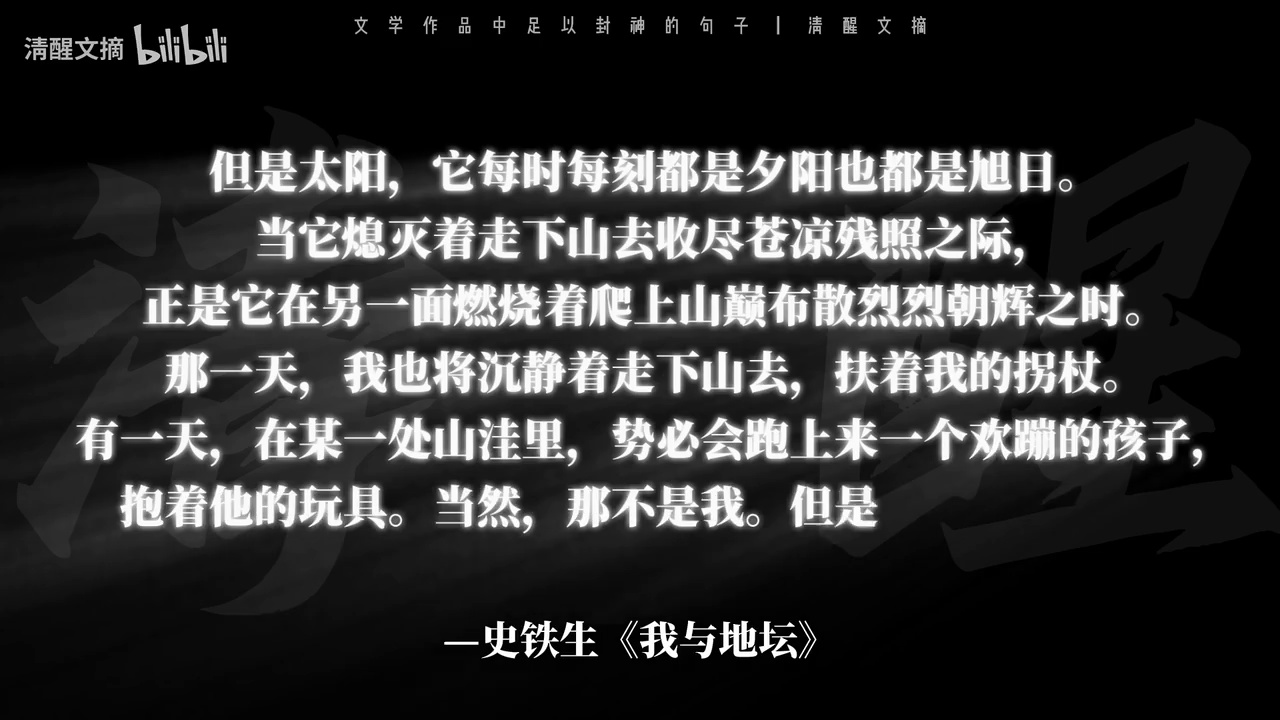 文学作品中足以封神的句子 | 清醒文摘
清醒文摘 bilibili
但是太阳，它每时每刻都是夕阳也都是旭日。
当它熄灭着走下山去收尽苍凉残照之际，
正是它在另一面燃烧着爬上山巅布散烈烈朝辉之时。
那一天，我也将沉静着走下山去，扶着我的拐杖。
有一天，在某一处山洼里，势必会跑上来一个欢蹦的孩子，
抱着他的玩具。当然，那不是我。但是
—史铁生《我与地坛》
清醒